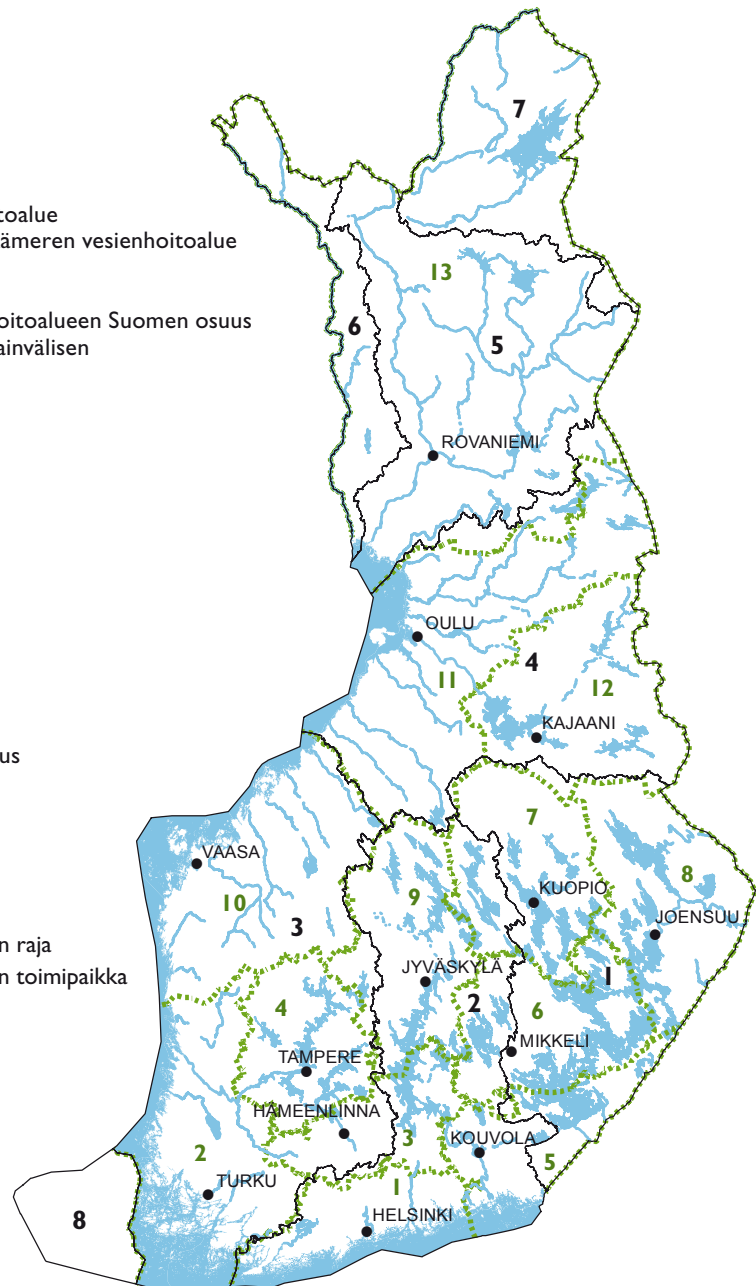 7
toalue
ämeren vesienhoitoalue
13
oitoalueen Suomen osuus
ainvälisen
6
5
ROVANIEMI
OULU
4
11
12
KAJAANI
us
7
VAASA
8
KUOPIO
9
10
JOENSUU
3
n raja
JYVÄSKYLÄ
1
n toimipaikka
2
6
4
MIKKELI
TAMPERE
HÄMEENLINNA
3
KOUVOLA
2
5
TURKU
1
8
HELSINKI